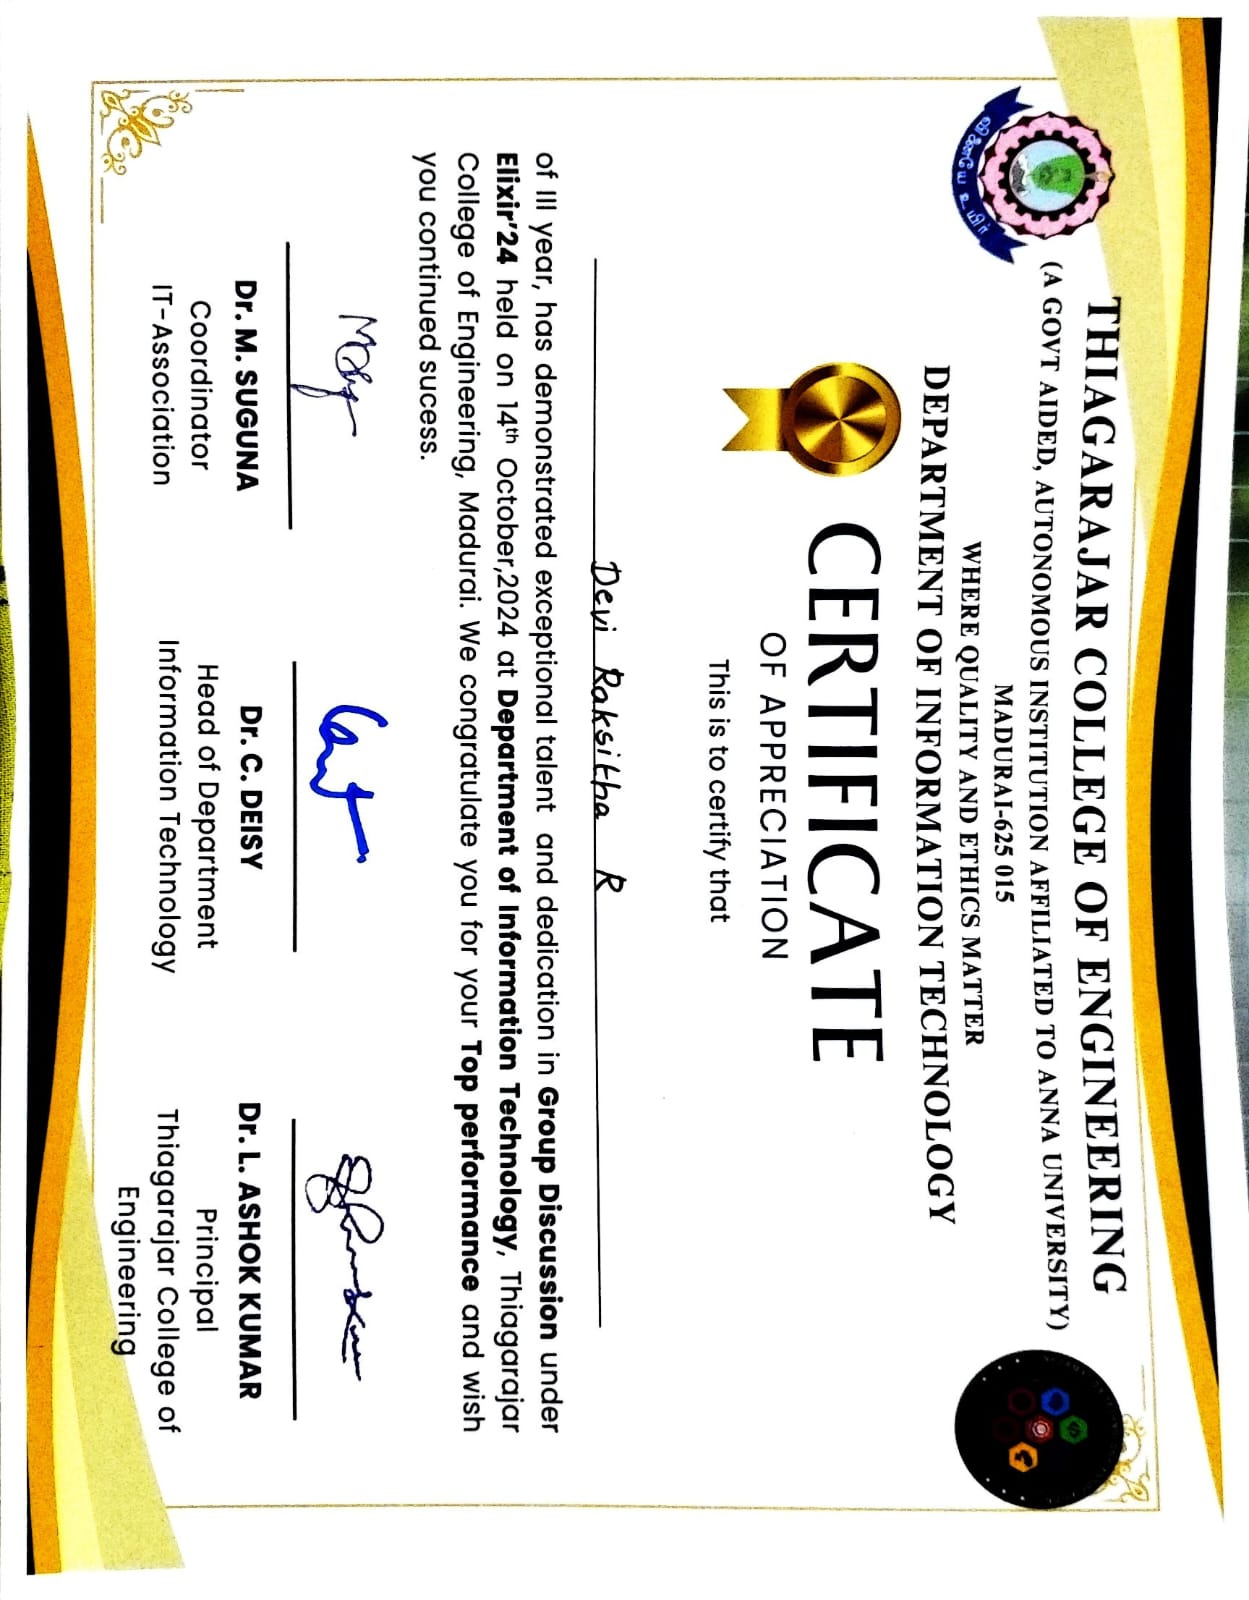 THIAGARAJAR COLLEGE OF ENGINEERING
(A GOVT AIDED, AUTONOMOUS INSTITUTION AFFILIATED TO ANNA UNIVERSITY)
MADURAI-625 015
WHERE QUALITY AND ETHICS MATTER
DEPARTMENT OF INFORMATION TECHNOLOGY
வினையே உயிர்
CERTIFICATE
OF APPRECIATION
This is to certify that
Devi Raksitha R
of III year, has demonstrated exceptional talent and dedication in Group Discussion under
Elixir'24 held on 14th October,2024 at Department of Information Technology, Thiagarajar
College of Engineering, Madurai. We congratulate you for your Top performance and wish
you continued sucess.
Dr. M. SUGUNA
Coordinator
IT-Association
Dr. C. DEISY
Head of Department
Information Technology
Dr. L. ASHOK KUMAR
Principal
Thiagarajar College of
Engineering